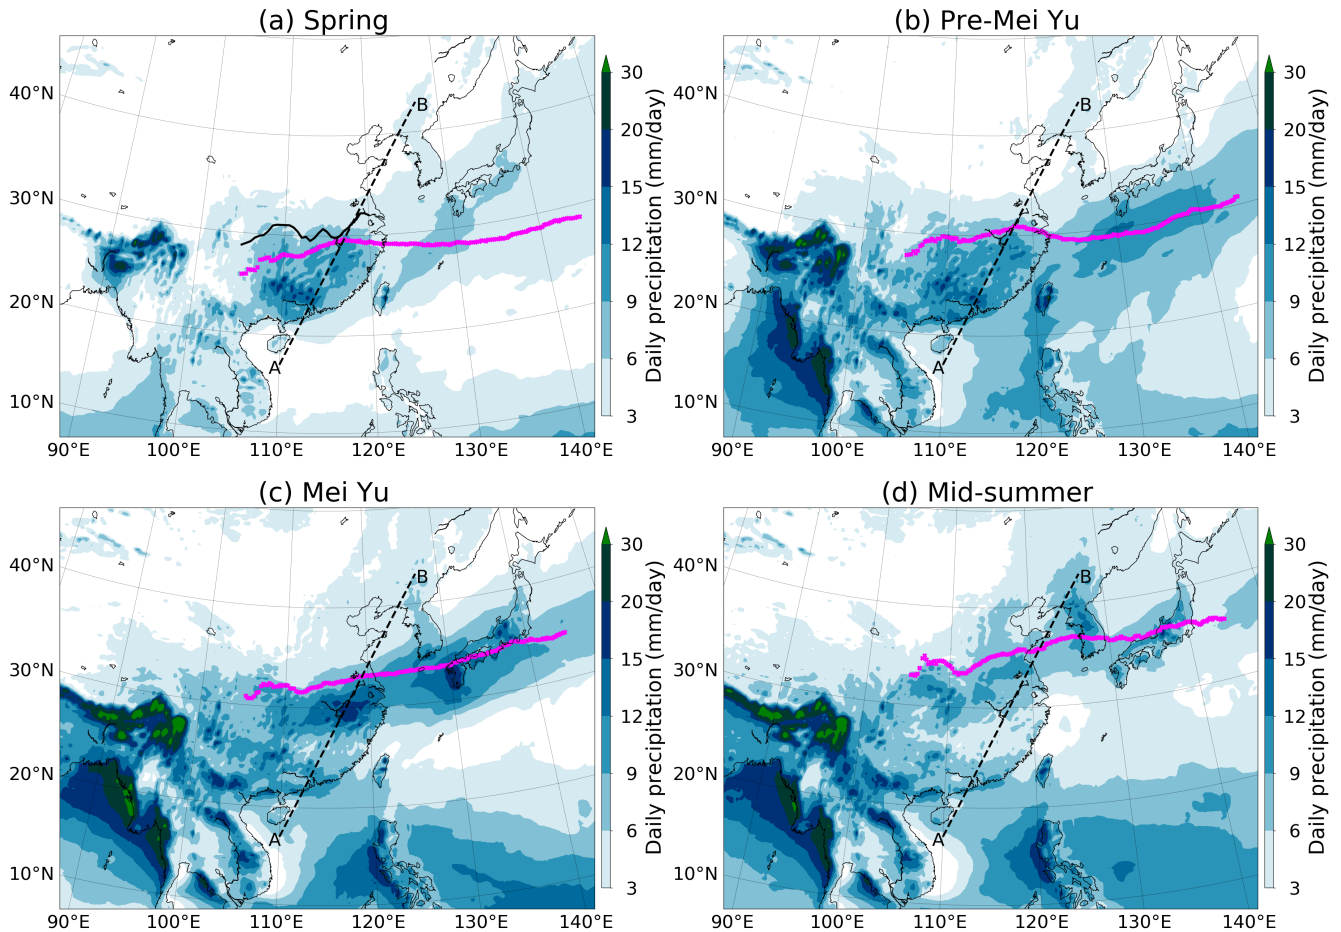 (a) Spring
40°N
30°N
20°N
10°N
90°E
100°E
110°E
120°E
130°E
140°E
A
B
30
20
15
12
9
6
3
Daily precipitation (mm/day)
(b) Pre-Mei Yu
40°N
30°N
20°N
10°N
90°E
100°E
110°E
120°E
130°E
140°E
A
B
30
20
15
12
9
6
3
Daily precipitation (mm/day)
(c) Mei Yu
40°N
30°N
20°N
10°N
90°E
100°E
110°E
120°E
130°E
140°E
A
B
30
20
15
12
9
6
3
Daily precipitation (mm/day)
(d) Mid-summer
40°N
30°N
20°N
10°N
90°E
100°E
110°E
120°E
130°E
140°E
A
B
30
20
15
12
9
6
3
Daily precipitation (mm/day)